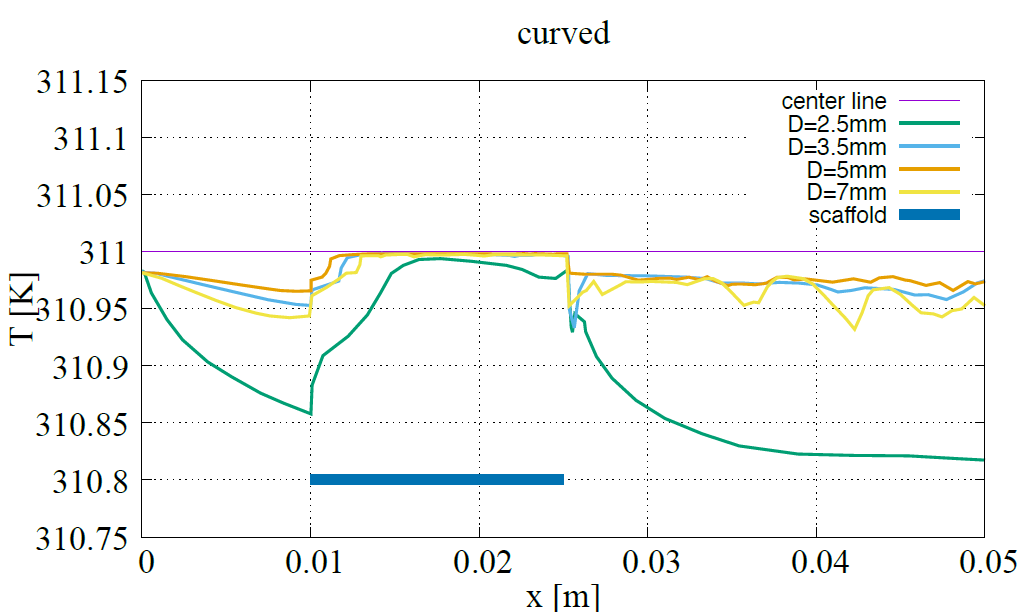 curved
311.15
311.1
311.05
311
310.95
310.9
310.85
310.8
310.75
T [K]
center line
D=2.5mm
D=3.5mm
D=5mm
D=7mm
scaffold
0 0.01 0.02 0.03 0.04 0.05
x [m]